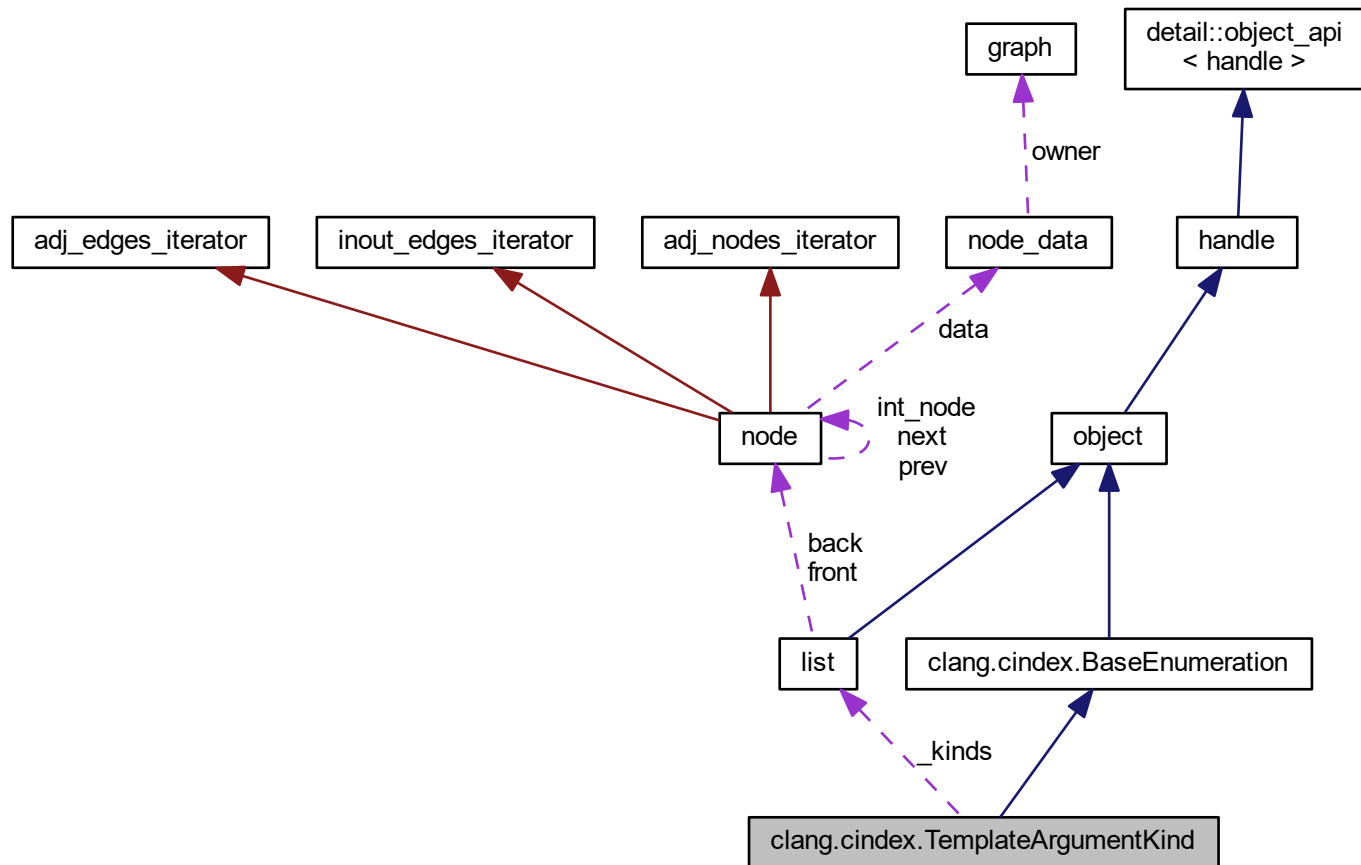 detail::object_api
< handle >
graph
owner
adj_edges_iterator
inout_edges_iterator
adj_nodes_iterator
node_data
handle
data
int_node
next
prev
node
object
back
front
list
clang.cindex.BaseEnumeration
_kinds
clang.cindex.TemplateArgumentKind